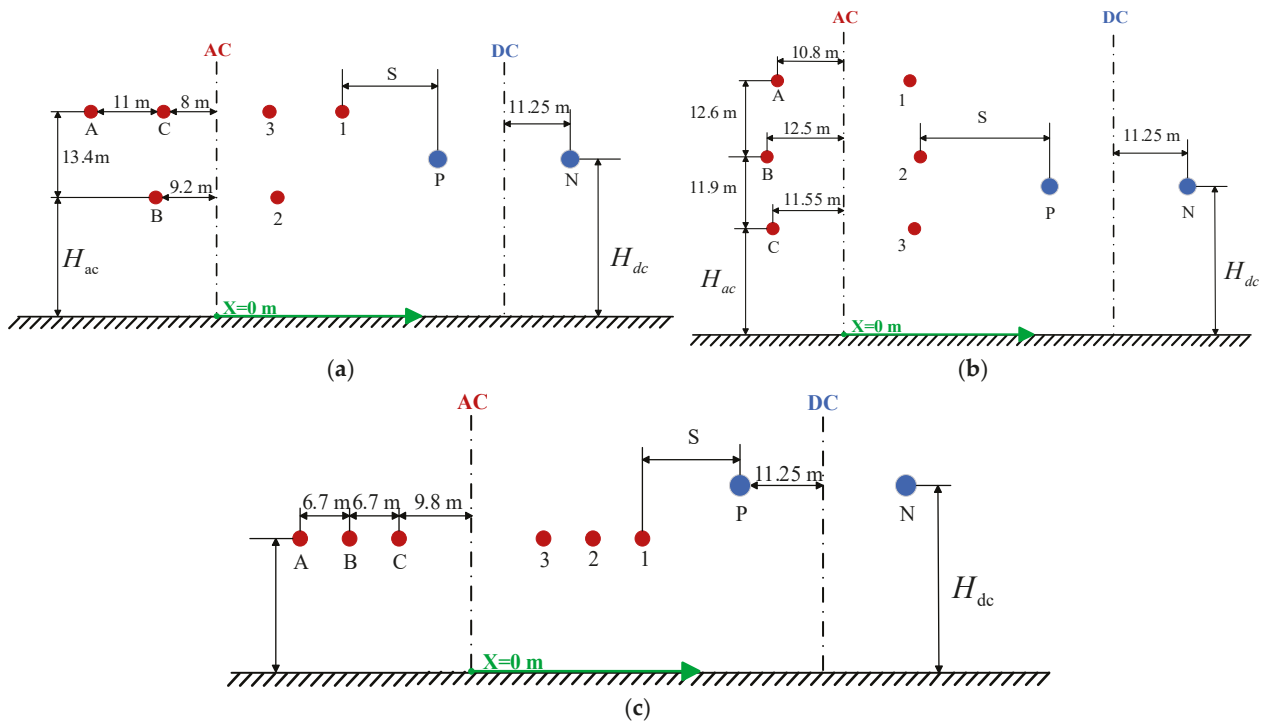 AC
DC
S
11 m
8 m
11.25 m
A
C
3
1
13.4m
P
N
9.2 m
B
2
H_ac
H_dc
X=0 m
(a)
AC
DC
10.8 m
A
1
12.6 m
12.5 m
S
11.25 m
B
2
11.9 m
P
N
11.55 m
C
3
H_ac
H_dc
X=0 m
(b)
AC
DC
S
6.7 m
6.7 m
9.8 m
11.25 m
P
N
A
B
C
3
2
1
H_dc
X=0 m
(c)